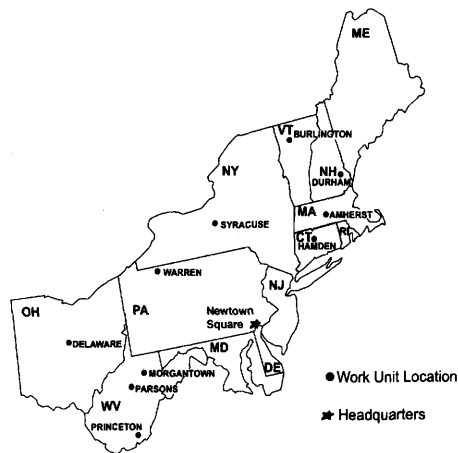 ME
VT
BURLINGTON
NH
DURHAM
NY
MA
AMHERST
SYRACUSE
CT
RI
HAMDEN
WARREN
NJ
OH
PA
Newtown
Square
DELAWARE
MD
DE
MORGANTOWN
PARSONS
WV
PRINCETON
Work Unit Location
Headquarters